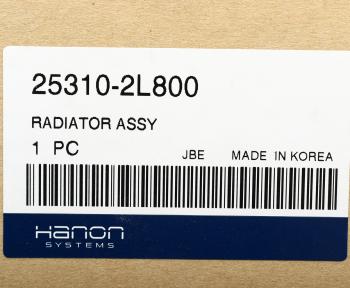 25310-2L800
RADIATOR ASSY
1 PC JBE MADE IN KOREA
Hanon
SYSTEMS